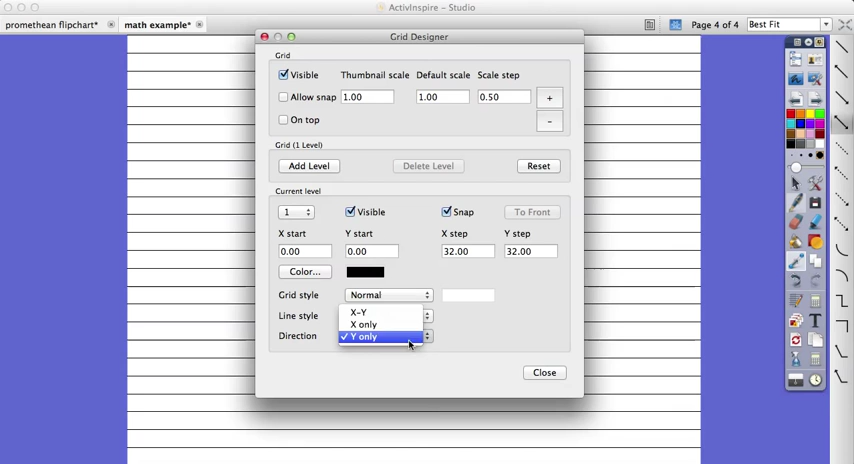 ActivInspire – Studio
promethean flipchart*
math example*
Page 4 of 4
Best Fit
Grid Designer
Grid
Visible
Thumbnail scale
Default scale
Scale step
Allow snap
1.00
1.00
0.50
+
On top
-
Grid (1 Level)
Add Level
Delete Level
Reset
Current level
1
Visible
Snap
To Front
X start
Y start
X step
Y step
0.00
0.00
32.00
32.00
Color...
Grid style
Normal
Line style
X-Y
X only
Direction
Y only
Close
T